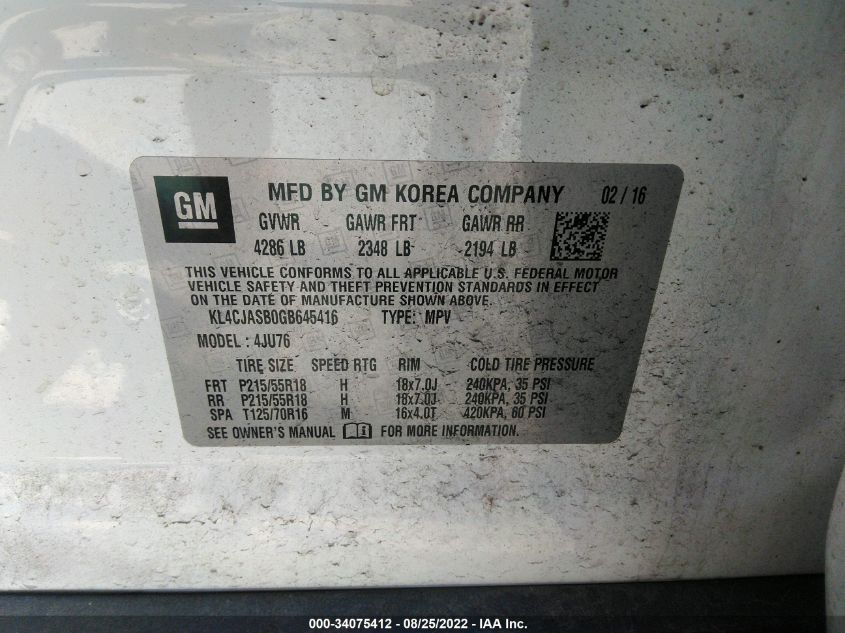 GM
MFD BY GM KOREA COMPANY 02 / 16
GVWR GAWR FRT GAWR RR
4286 LB 2348 LB 2194 LB
THIS VEHICLE CONFORMS TO ALL APPLICABLE U.S. FEDERAL MOTOR
VEHICLE SAFETY AND THEFT PREVENTION STANDARDS IN EFFECT
ON THE DATE OF MANUFACTURE SHOWN ABOVE.
KL4CJASB0GB645416 TYPE: MPV
MODEL : 4JU76
TIRE SIZE SPEED RTG RIM COLD TIRE PRESSURE
FRT P215/55R18 H 18x7.0J 240KPA, 35 PSI
RR P215/55R18 H 18x7.0J 240KPA, 35 PSI
SPA T125/70R16 M 16x4.0T 420KPA, 60 PSI
SEE OWNER'S MANUAL FOR MORE INFORMATION.
000-34075412 - 08/25/2022 - IAA Inc.